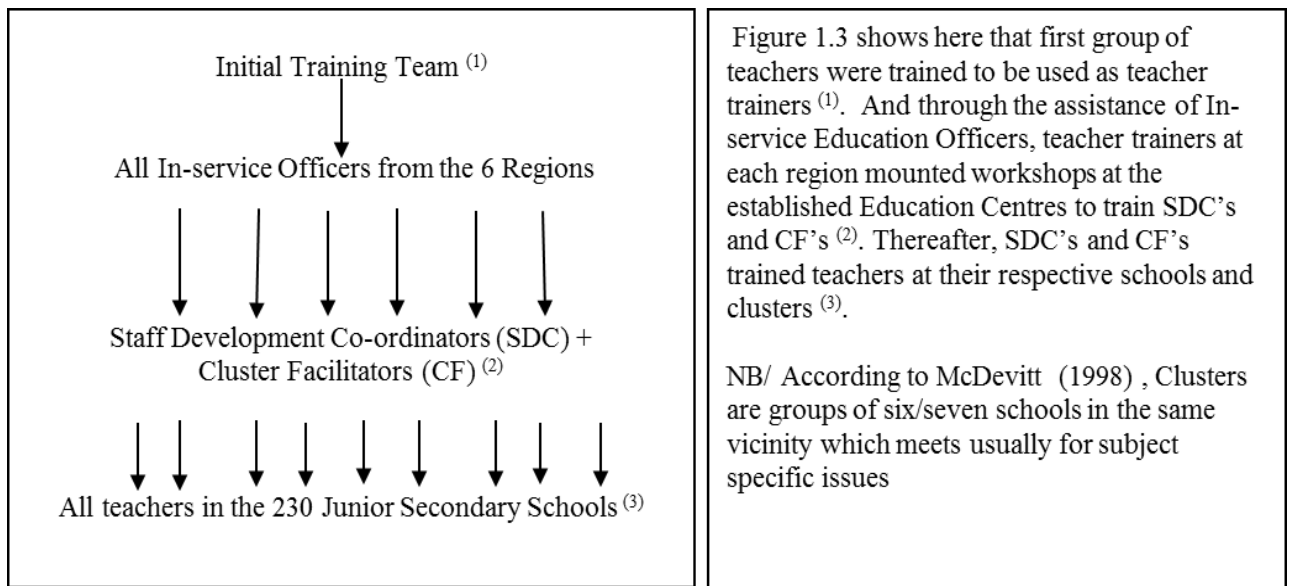 Initial Training Team (1)
All In-service Officers from the 6 Regions
Staff Development Co-ordinators (SDC) +
Cluster Facilitators (CF) (2)
All teachers in the 230 Junior Secondary Schools (3)
Figure 1.3 shows here that first group of
teachers were trained to be used as teacher
trainers (1). And through the assistance of In-
service Education Officers, teacher trainers at
each region mounted workshops at the
established Education Centres to train SDC's
and CF's (2). Thereafter, SDC's and CF's
trained teachers at their respective schools and
clusters (3).
NB/ According to McDevitt (1998) , Clusters
are groups of six/seven schools in the same
vicinity which meets usually for subject
specific issues